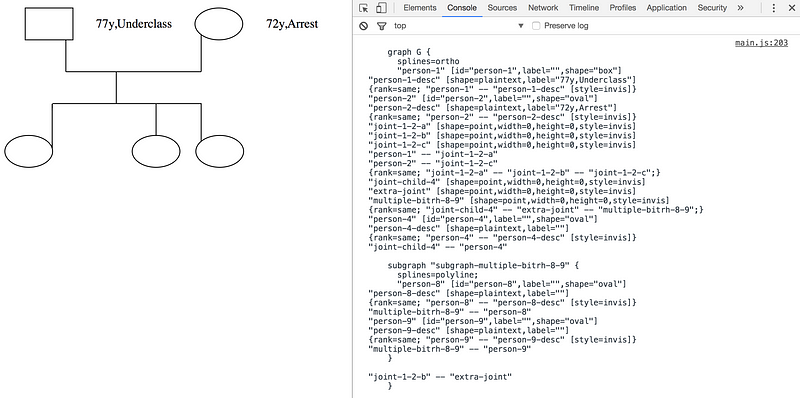 77y,Underclass
72y,Arrest
Elements Console Sources Network Timeline Profiles Application Security »
top ▼ Preserve log
main.js:203
graph G {
splines=ortho
"person-1" [id="person-1",label="",shape="box"]
"person-1-desc" [shape=plaintext,label="77y,Underclass"]
{rank=same; "person-1" -- "person-1-desc" [style=invis]}
"person-2" [id="person-2",label="",shape="oval"]
"person-2-desc" [shape=plaintext,label="72y,Arrest"]
{rank=same; "person-2" -- "person-2-desc" [style=invis]}
"joint-1-2-a" [shape=point,width=0,height=0,style=invis]
"joint-1-2-b" [shape=point,width=0,height=0,style=invis]
"joint-1-2-c" [shape=point,width=0,height=0,style=invis]
"person-1" -- "joint-1-2-a"
"person-2" -- "joint-1-2-c"
{rank=same; "joint-1-2-a" -- "joint-1-2-b" -- "joint-1-2-c";}
"joint-child-4" [shape=point,width=0,height=0,style=invis]
"extra-joint" [shape=point,width=0,height=0,style=invis]
"multiple-bitrh-8-9" [shape=point,width=0,height=0,style=invis]
{rank=same; "joint-child-4" -- "extra-joint" -- "multiple-bitrh-8-9";}
"person-4" [id="person-4",label="",shape="oval"]
"person-4-desc" [shape=plaintext,label=""]
{rank=same; "person-4" -- "person-4-desc" [style=invis]}
"joint-child-4" -- "person-4"
subgraph "subgraph-multiple-bitrh-8-9" {
splines=polyline;
"person-8" [id="person-8",label="",shape="oval"]
"person-8-desc" [shape=plaintext,label=""]
{rank=same; "person-8" -- "person-8-desc" [style=invis]}
"multiple-bitrh-8-9" -- "person-8"
"person-9" [id="person-9",label="",shape="oval"]
"person-9-desc" [shape=plaintext,label=""]
{rank=same; "person-9" -- "person-9-desc" [style=invis]}
"multiple-bitrh-8-9" -- "person-9"
}
"joint-1-2-b" -- "extra-joint"
}